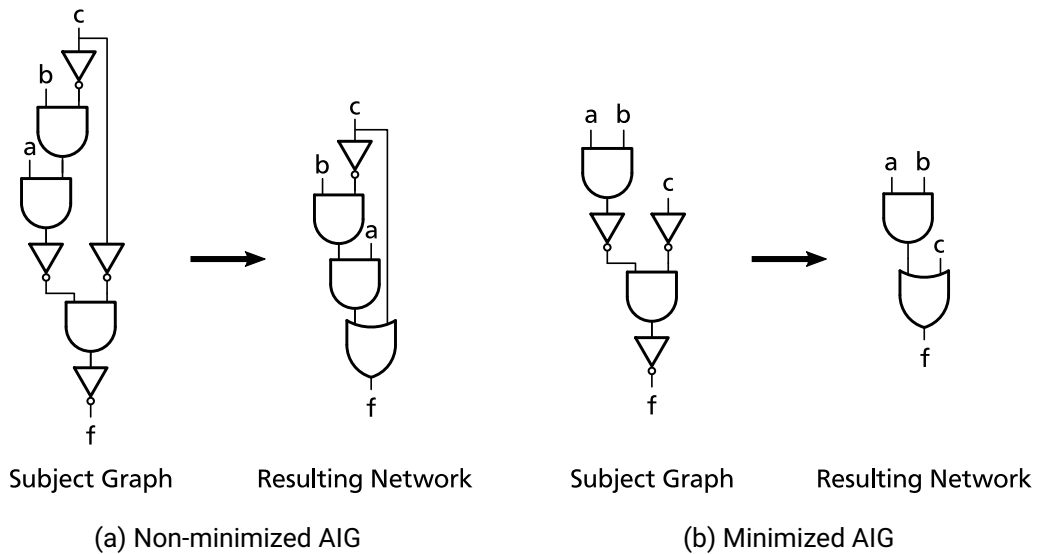 c
b
a
f
Subject Graph
c
b
a
f
Resulting Network
(a) Non-minimized AIG
a b
c
f
Subject Graph
a b
c
f
Resulting Network
(b) Minimized AIG